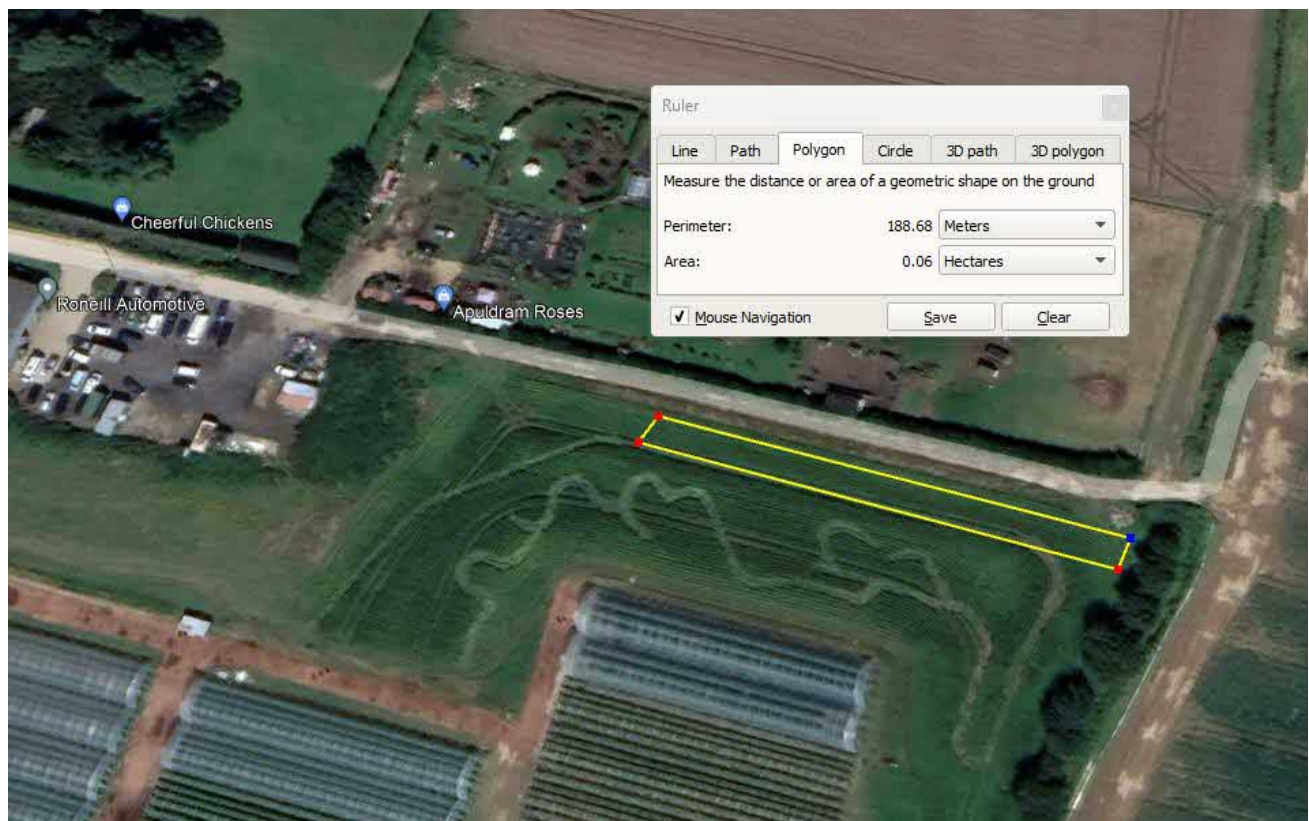 Ruler
Line Path Polygon Circle 3D path 3D polygon
Measure the distance or area of a geometric shape on the ground
Perimeter: 188.68 Meters
Area: 0.06 Hectares
Mouse Navigation Save Clear
Cheerful Chickens
Roneill Automotive
Apuldram Roses